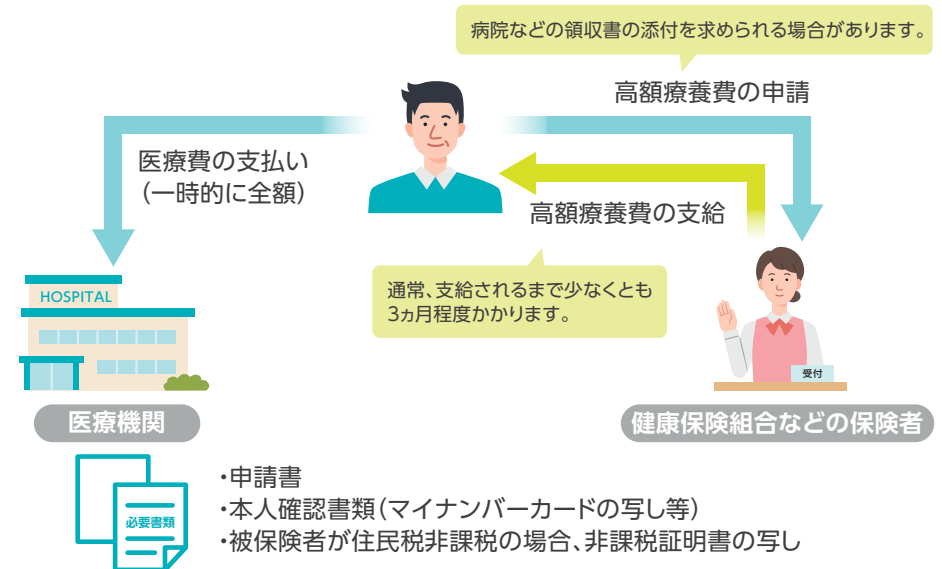 病院などの領収書の添付を求められる場合があります。
高額療養費の申請
医療費の支払い
（一時的に全額）
高額療養費の支給
通常、支給されるまで少なくとも
3ヵ月程度かかります。
HOSPITAL
受付
医療機関
健康保険組合などの保険者
必要書類
・申請書
・本人確認書類（マイナンバーカードの写し等）
・被保険者が住民税非課税の場合、非課税証明書の写し